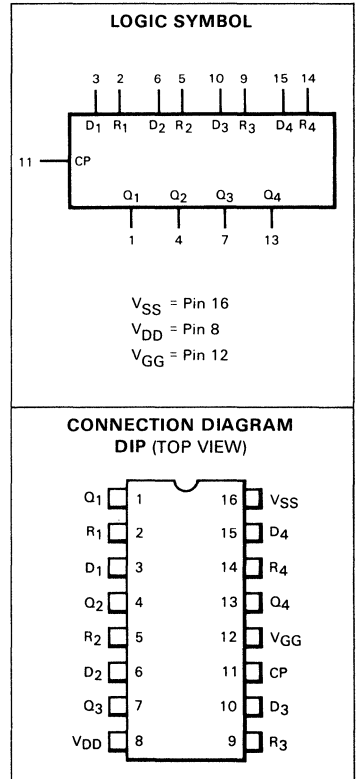 LOGIC SYMBOL
3 2 6 5 10 9 15 14
D1 R1 D2 R2 D3 R3 D4 R4
11 CP
Q1 Q2 Q3 Q4
1 4 7 13
VSS = Pin 16
VDD = Pin 8
VGG = Pin 12
CONNECTION DIAGRAM
DIP (TOP VIEW)
Q1 1 16 VSS
R1 2 15 D4
D1 3 14 R4
Q2 4 13 Q4
R2 5 12 VGG
D2 6 11 CP
Q3 7 10 D3
VDD 8 9 R3